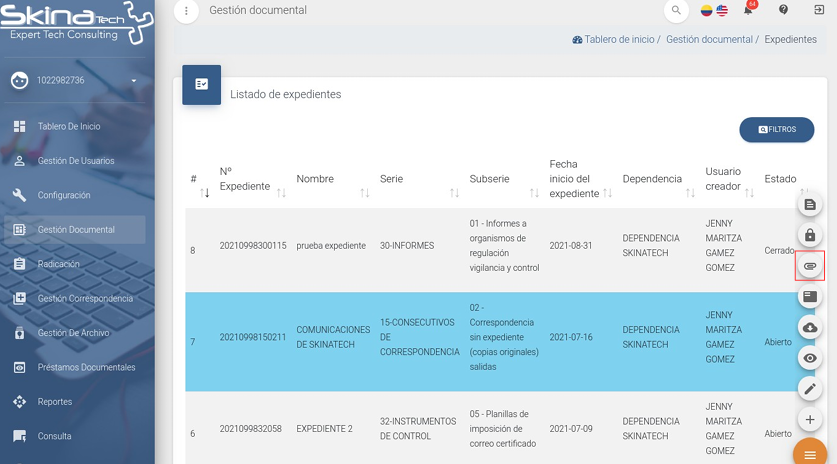 Skina Tech
Expert Tech Consulting
1022982736
Tablero De Inicio
Gestión De Usuarios
Configuración
Gestión Documental
Radicación
Gestión Correspondencia
Gestión De Archivo
Préstamos Documentales
Reportes
Consulta
Gestión documental
64
Tablero de inicio / Gestión documental / Expedientes
Listado de expedientes
FILTROS
#
Nº
Expediente
Nombre
Serie
Subserie
Fecha
inicio del
expediente
Dependencia
Usuario
creador
Estado
8
20210998300115
prueba expediente
30-INFORMES
01 - Informes a
organismos de
regulación
vigilancia y control
2021-08-31
DEPENDENCIA
SKINATECH
JENNY
MARITZA
GAMEZ
GOMEZ
Cerrado
7
20210998150211
COMUNICACIONES
DE SKINATECH
15-CONSECUTIVOS
DE
CORRESPONDENCIA
02 -
Correspondencia
sin expediente
(copias originales)
salidas
2021-07-16
DEPENDENCIA
SKINATECH
JENNY
MARITZA
GAMEZ
GOMEZ
Abierto
6
2021099832058
EXPEDIENTE 2
32-INSTRUMENTOS
DE CONTROL
05 - Planillas de
imposición de
correo certificado
2021-07-09
DEPENDENCIA
SKINATECH
JENNY
MARITZA
GAMEZ
GOMEZ
Abierto